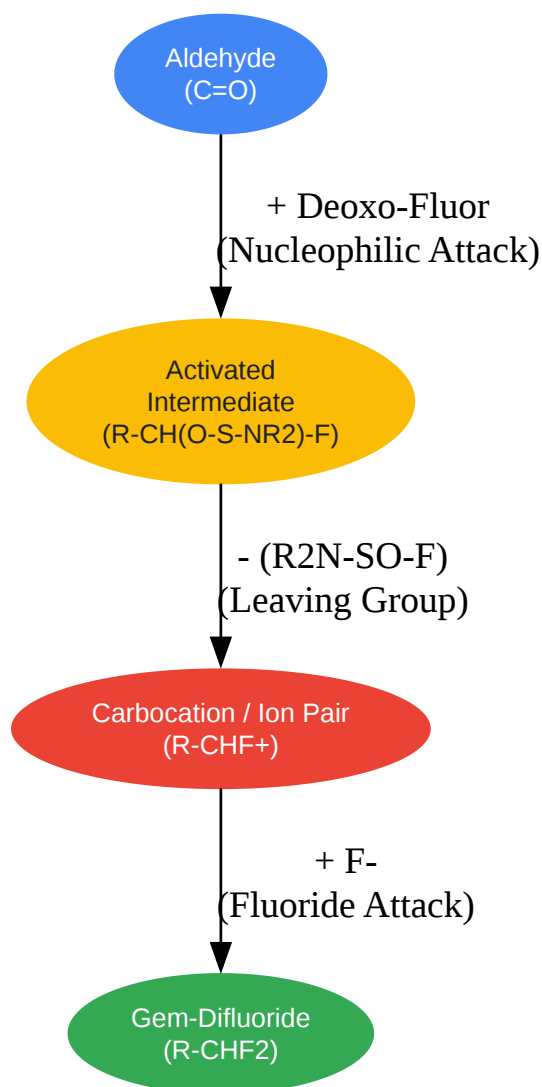 Aldehyde
(C=O)
+ Deoxo-Fluor
(Nucleophilic Attack)
Activated
Intermediate
(R-CH(O-S-NR2)-F)
- (R2N-SO-F)
(Leaving Group)
Carbocation / Ion Pair
(R-CHF+)
+ F-
(Fluoride Attack)
Gem-Difluoride
(R-CHF2)